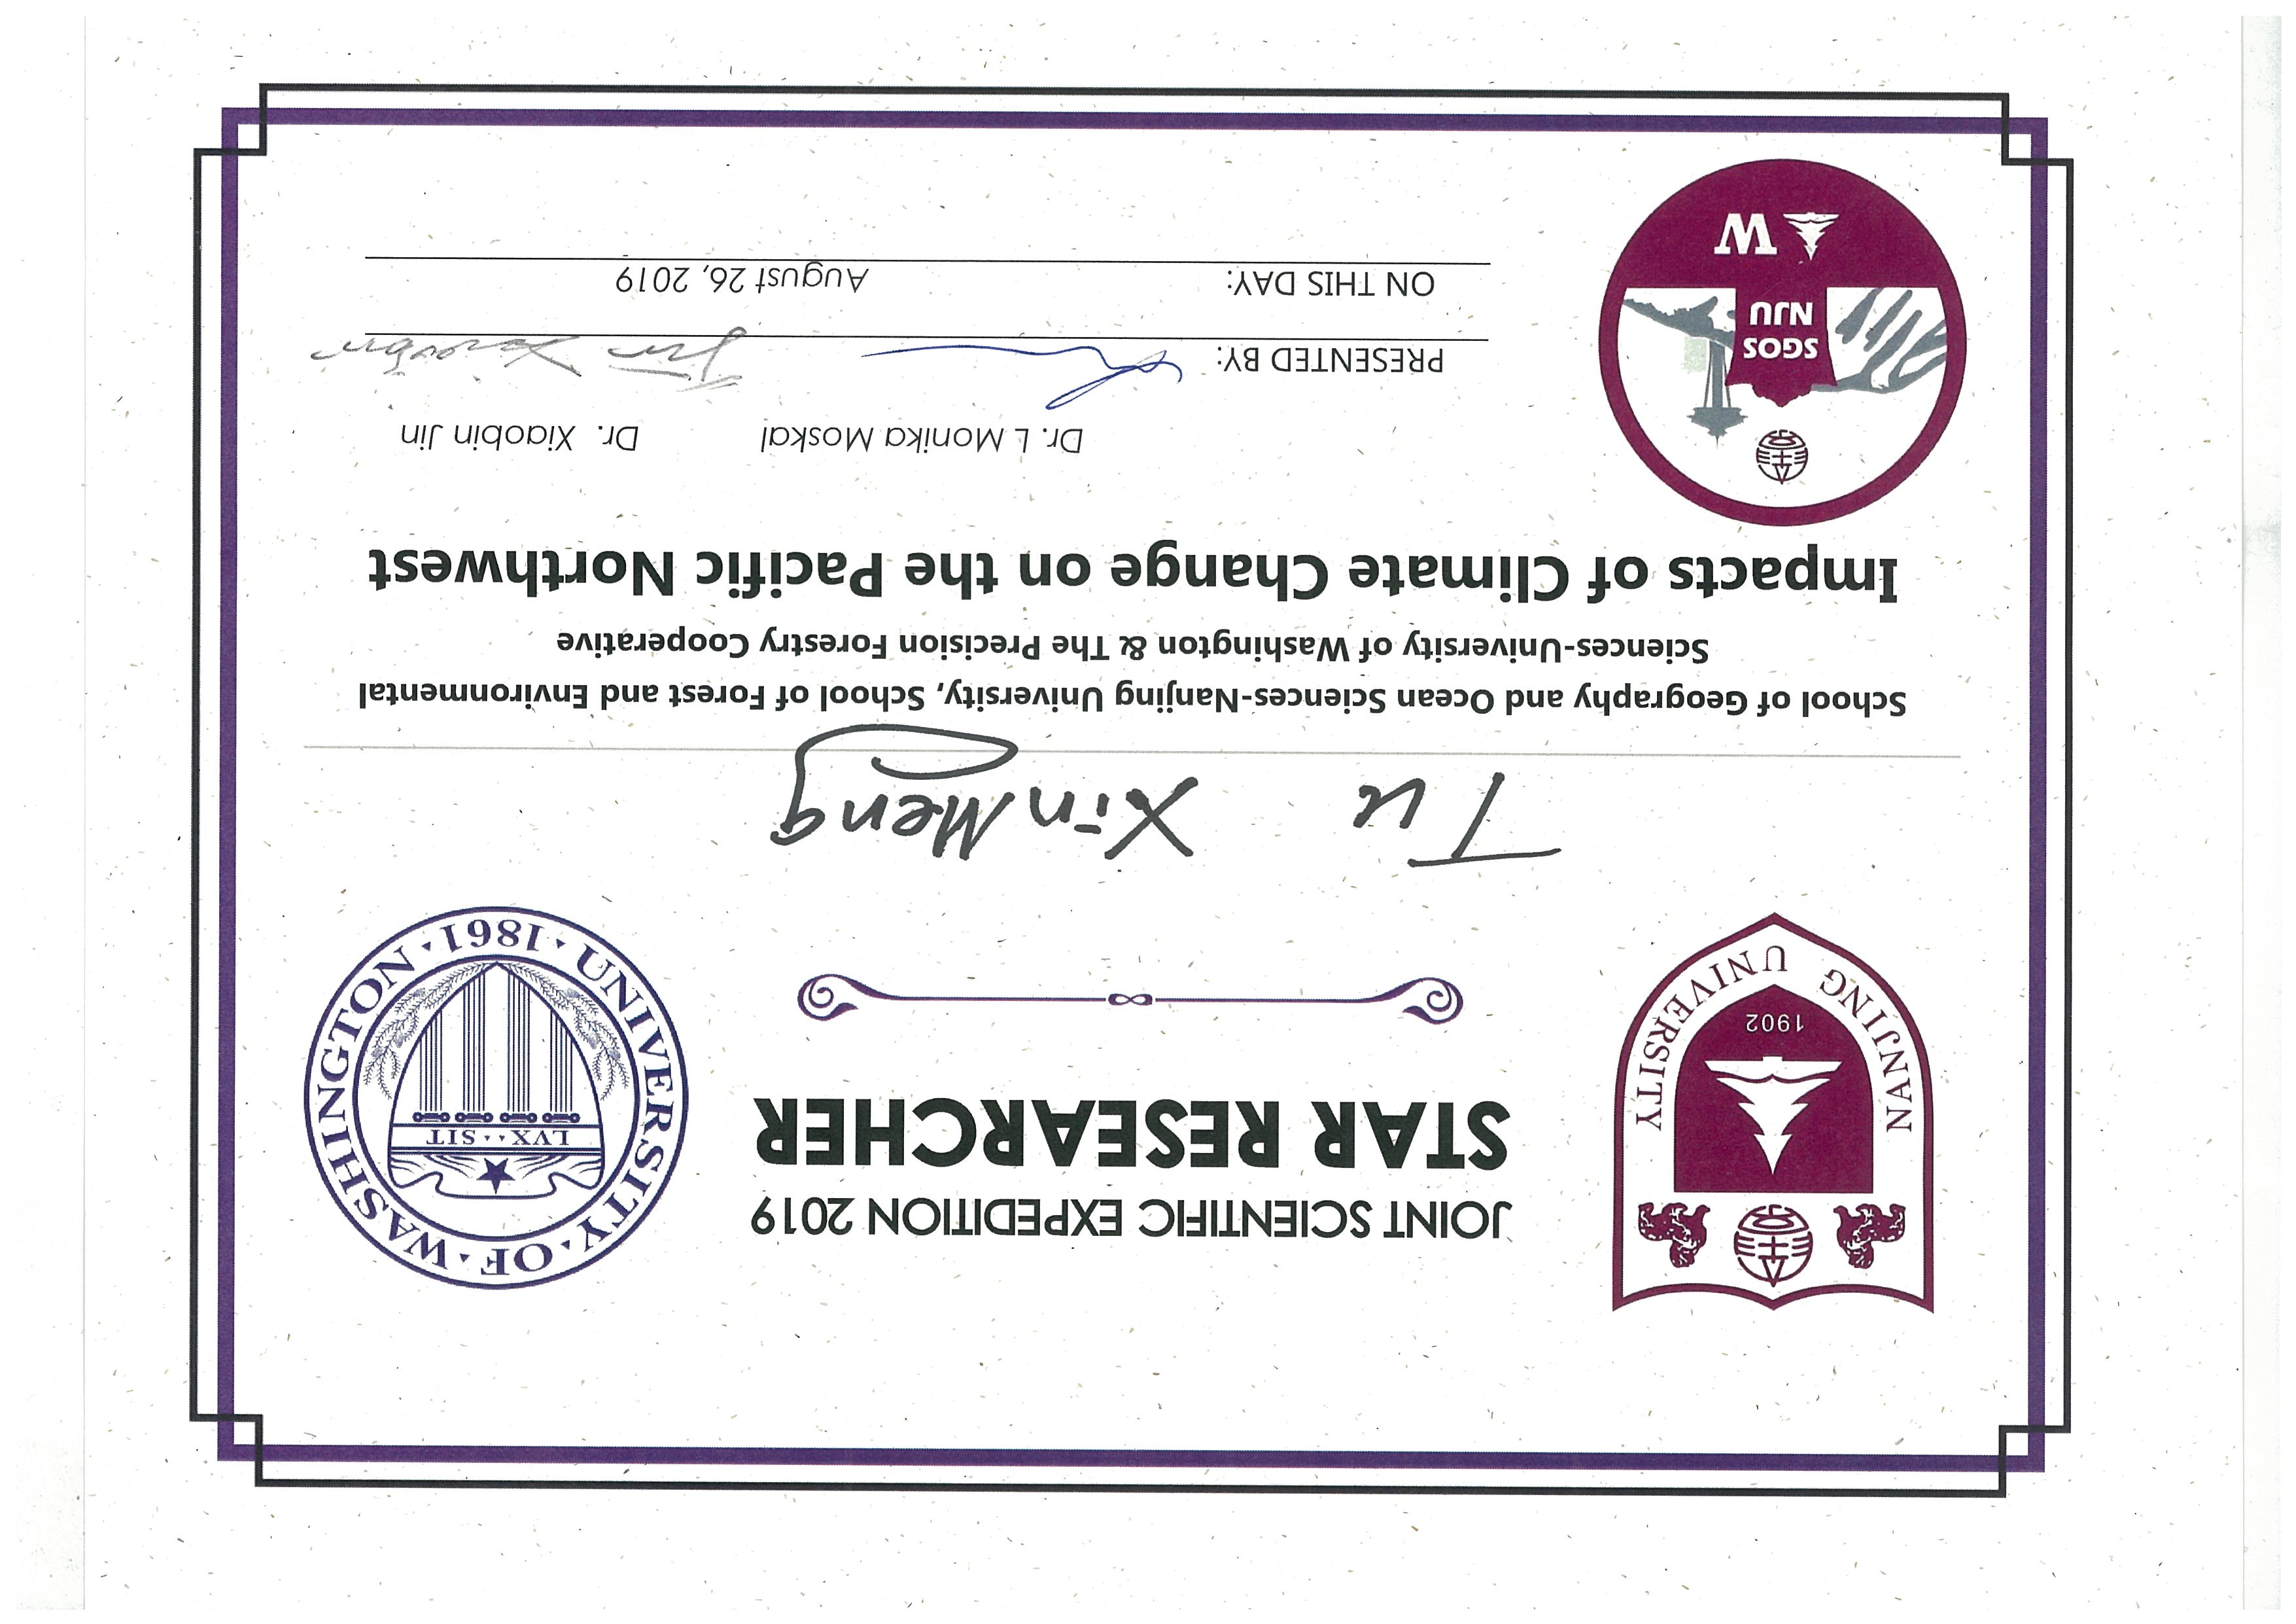 JOINT SCIENTIFIC EXPEDITION 2019
STAR RESEARCHER
NANJING UNIVERSITY
1902
UNIVERSITY OF WASHINGTON
LVX SIT
1861
Tu XinMeng
School of Geography and Ocean Sciences-Nanjing University, School of Forest and Environmental
Sciences-University of Washington & The Precision Forestry Cooperative
Impacts of Climate Change on the Pacific Northwest
SGOS
NJU
W
Dr. L Monika Moskal Dr. Xiaobin Jin
PRESENTED BY: Jin Xiaobin
ON THIS DAY: August 26, 2019